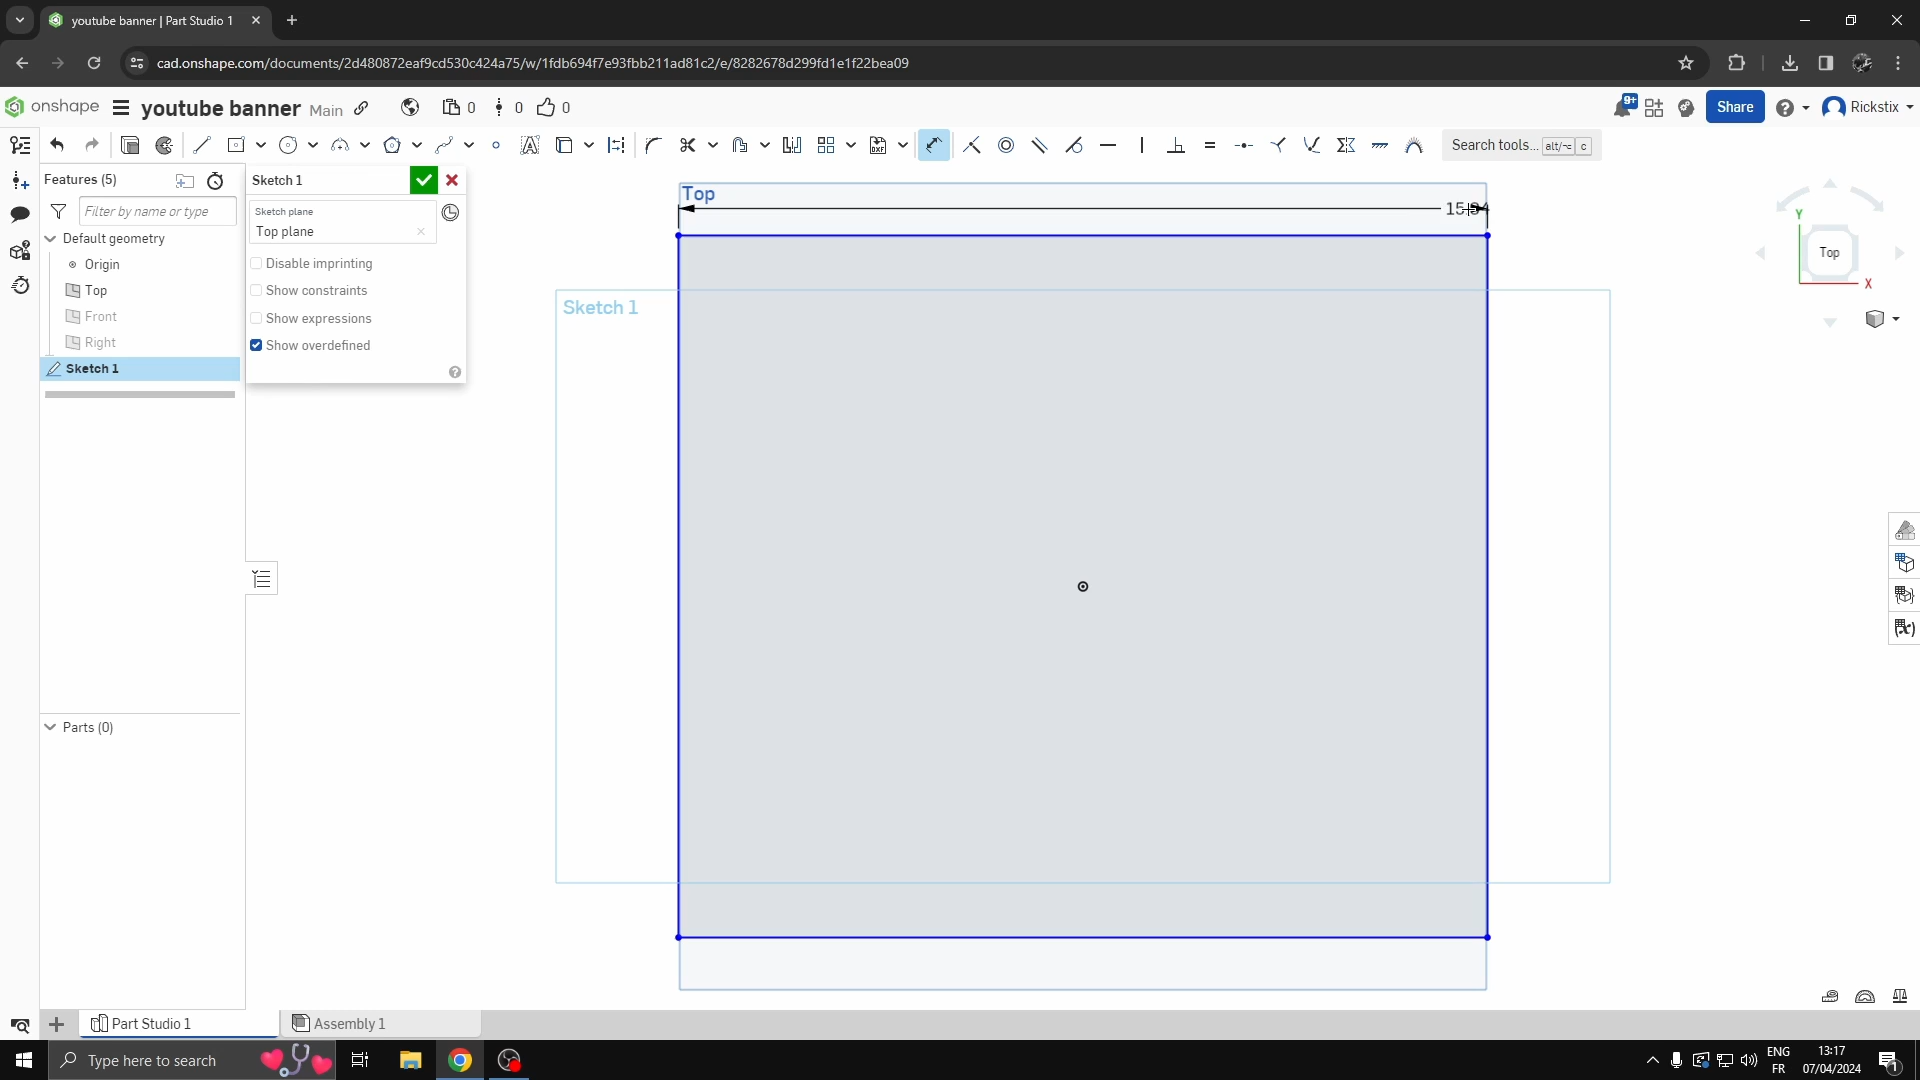 youtube banner | Part Studio 1
cad.onshape.com/documents/2d480872eaf9cd530c424a75/w/1fdb694f7e93fbb211ad81c2/e/8282678d299fd1e1f22bea09
onshape youtube banner Main 0 0 0 9+ Share Rickstix
Search tools... alt/⌥ c
Features (5)
Filter by name or type
Default geometry
Origin
Top
Front
Right
Sketch 1
Parts (0)
Sketch 1
Sketch plane
Top plane
Disable imprinting
Show constraints
Show expressions
Show overdefined
Top
Sketch 1
Y
Top
X
Part Studio 1
Assembly 1
Type here to search
ENG
FR
13:17
07/04/2024
1